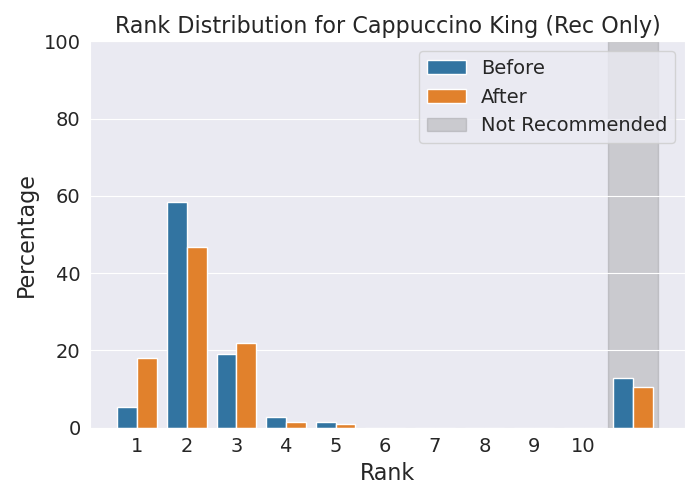 Rank Distribution for Cappuccino King (Rec Only)
100
80
60
40
20
0
Percentage
Before
After
Not Recommended
1 2 3 4 5 6 7 8 9 10
Rank